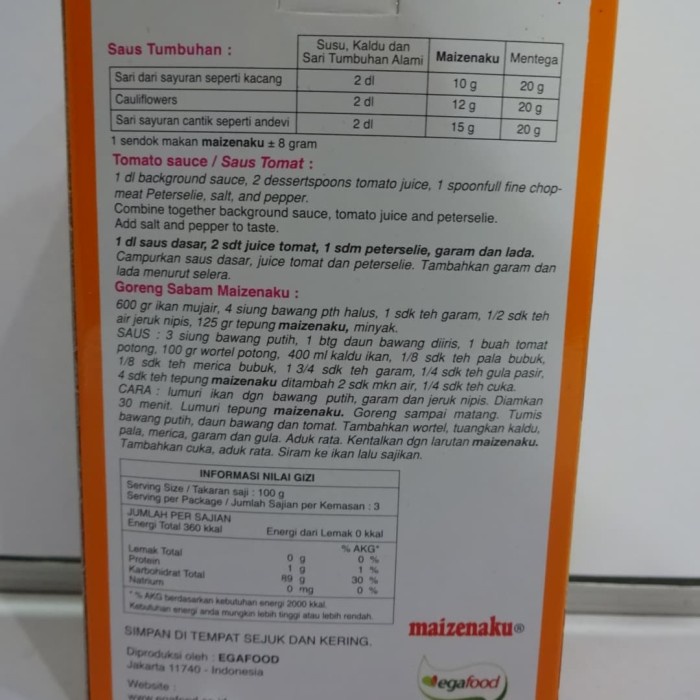 Saus Tumbuhan :
Susu, Kaldu dan
Sari Tumbuhan Alami
Maizenaku
Mentega
Sari dari sayuran seperti kacang 2 dl 10 g 20 g
Cauliflowers 2 dl 12 g 20 g
Sari sayuran cantik seperti andevi 2 dl 15 g 20 g
1 sendok makan maizenaku ± 8 gram
Tomato sauce / Saus Tomat :
1 dl background sauce, 2 dessertspoons tomato juice, 1 spoonfull fine chop-
meat Peterselie, salt, and pepper.
Combine together background sauce, tomato juice and peterselie.
Add salt and pepper to taste.
1 dl saus dasar, 2 sdt juice tomat, 1 sdm peterselie, garam dan lada.
Campurkan saus dasar, juice tomat dan peterselie. Tambahkan garam dan
lada menurut selera.
Goreng Sabam Maizenaku :
600 gr ikan mujair, 4 siung bawang pth halus, 1 sdk teh garam, 1/2 sdk teh
air jeruk nipis, 125 gr tepung maizenaku, minyak.
SAUS : 3 siung bawang putih, 1 btg daun bawang diiris, 1 buah tomat
potong, 100 gr wortel potong, 400 ml kaldu ikan, 1/8 sdk teh pala bubuk,
1/8 sdk teh merica bubuk, 1 3/4 sdk teh garam, 1/4 sdk teh gula pasir,
4 sdk teh tepung maizenaku ditambah 2 sdk mkn air, 1/4 sdk teh cuka.
CARA : lumuri ikan dgn bawang putih, garam dan jeruk nipis. Diamkan
30 menit. Lumuri tepung maizenaku. Goreng sampai matang. Tumis
bawang putih, daun bawang dan tomat. Tambahkan wortel, tuangkan kaldu,
pala, merica, garam dan gula. Aduk rata. Kentalkan dgn larutan maizenaku.
Tambahkan cuka, aduk rata. Siram ke ikan lalu sajikan.
INFORMASI NILAI GIZI
Serving Size / Takaran saji : 100 g
Serving per Package / Jumlah Sajian per Kemasan : 3
JUMLAH PER SAJIAN
Energi Total 360 kkal Energi dari Lemak 0 kkal
% AKG*
Lemak Total 0 g 0 %
Protein 1 g 1 %
Karbohidrat Total 89 g 30 %
Natrium 0 mg 0 %
*% AKG berdasarkan kebutuhan energi 2000 kkal.
Kebutuhan energi anda mungkin lebih tinggi atau lebih rendah.
SIMPAN DI TEMPAT SEJUK DAN KERING.
maizenaku®
Diproduksi oleh : EGAFOOD
Jakarta 11740 - Indonesia
egafood
Website :